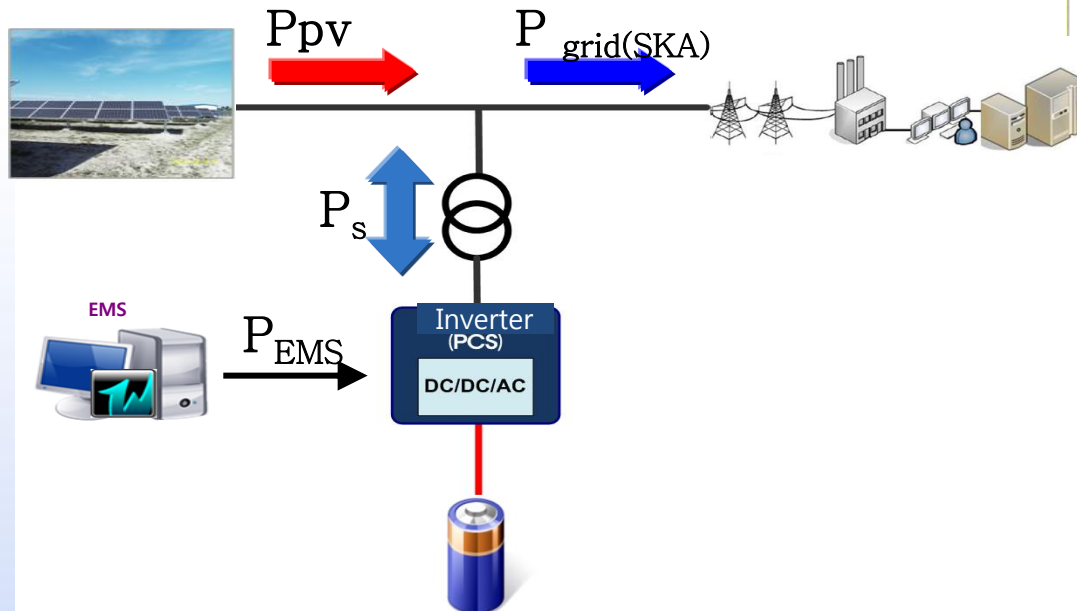 Ppv
P grid(SKA)
Ps
EMS
PEMS
Inverter
(PCS)
DC/DC/AC